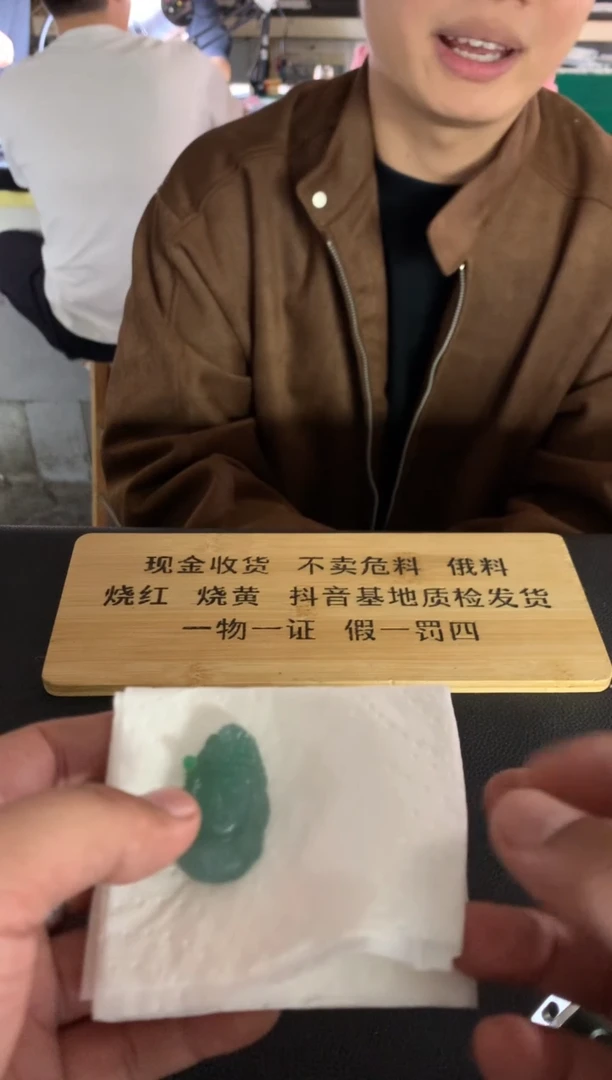 现金收货 不卖危料 俄料
烧红 烧黄 抖音基地质检发货
一物一证 假一罚四